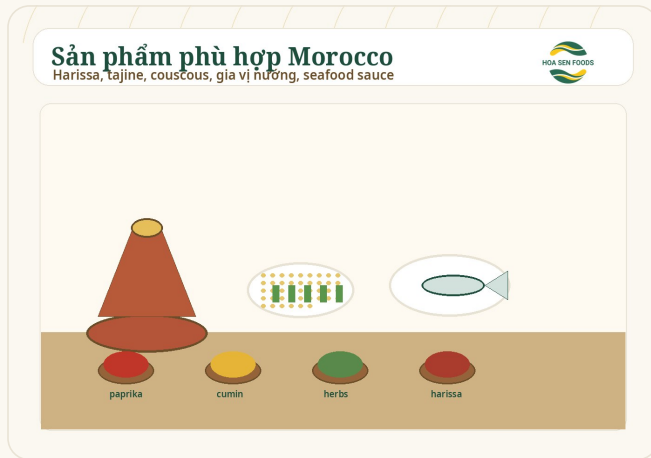 Sản phẩm phù hợp Morocco
Harissa, tajine, couscous, gia vị nướng, seafood sauce
HOA SEN FOODS
paprika
cumin
herbs
harissa